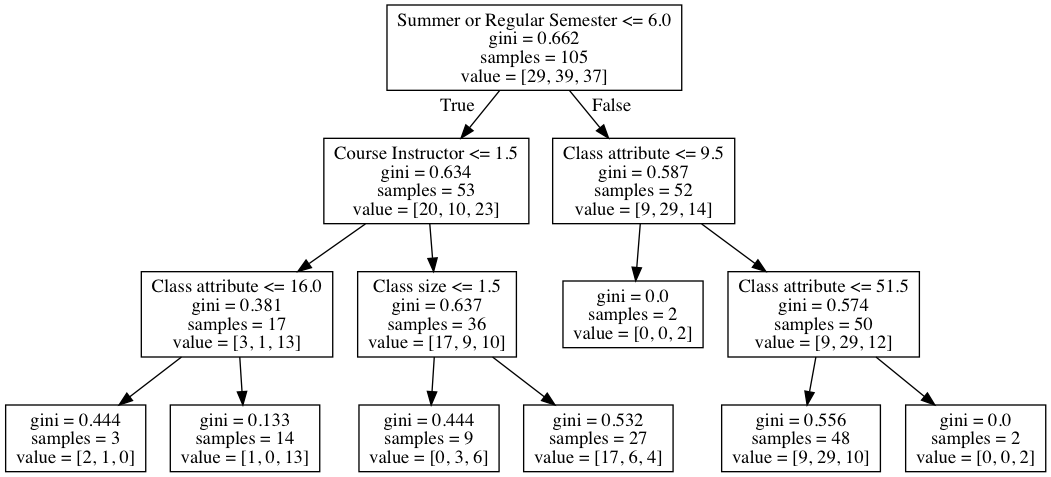 Summer or Regular Semester <= 6.0
gini = 0.662
samples = 105
value = [29, 39, 37]
True
False
Course Instructor <= 1.5
gini = 0.634
samples = 53
value = [20, 10, 23]
Class attribute <= 9.5
gini = 0.587
samples = 52
value = [9, 29, 14]
Class attribute <= 16.0
gini = 0.381
samples = 17
value = [3, 1, 13]
Class size <= 1.5
gini = 0.637
samples = 36
value = [17, 9, 10]
gini = 0.0
samples = 2
value = [0, 0, 2]
Class attribute <= 51.5
gini = 0.574
samples = 50
value = [9, 29, 12]
gini = 0.444
samples = 3
value = [2, 1, 0]
gini = 0.133
samples = 14
value = [1, 0, 13]
gini = 0.444
samples = 9
value = [0, 3, 6]
gini = 0.532
samples = 27
value = [17, 6, 4]
gini = 0.556
samples = 48
value = [9, 29, 10]
gini = 0.0
samples = 2
value = [0, 0, 2]